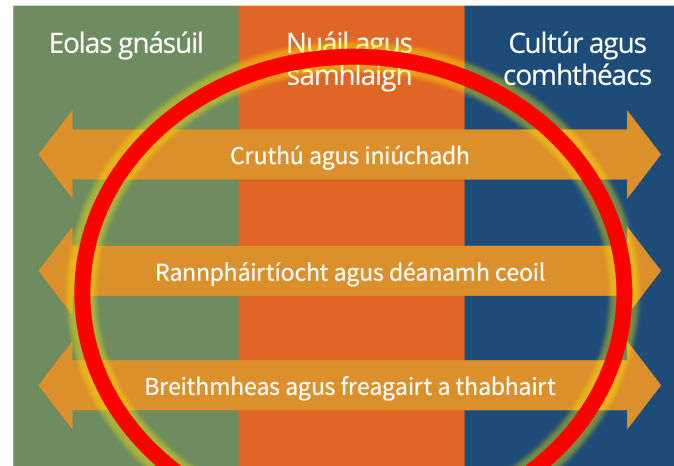 Eolas gnásúil
Nuáil agus
samhlaigh
Cultúr agus
comhthéacs
Cruthú agus iniúchadh
Rannpháirtíocht agus déanamh ceoil
Breithmheas agus freagairt a thabhairt